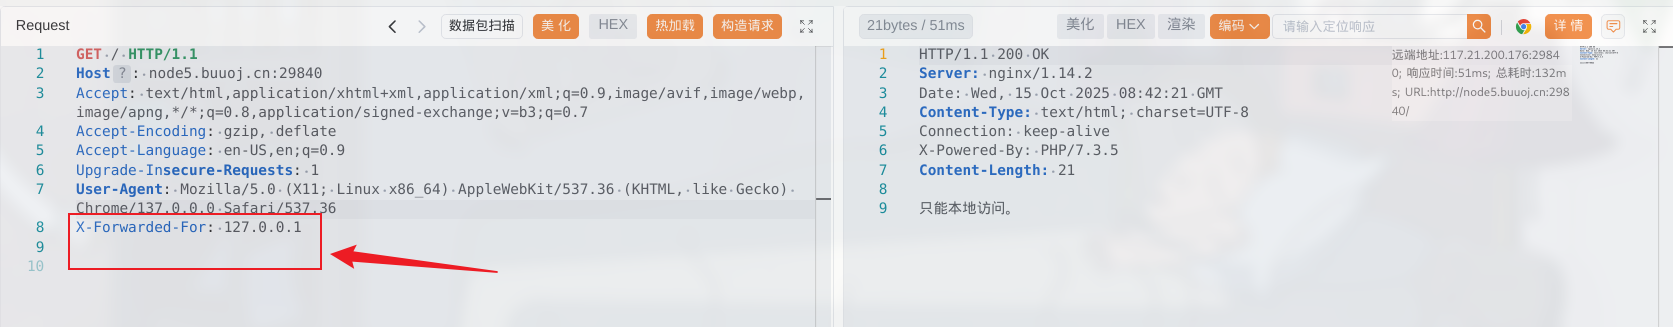 Request
数据包扫描
美 化
HEX
热加载
构造请求
1 GET / HTTP/1.1
2 Host ? : node5.buuoj.cn:29840
3 Accept: text/html,application/xhtml+xml,application/xml;q=0.9,image/avif,image/webp,
image/apng,*/*;q=0.8,application/signed-exchange;v=b3;q=0.7
4 Accept-Encoding: gzip, deflate
5 Accept-Language: en-US,en;q=0.9
6 Upgrade-Insecure-Requests: 1
7 User-Agent: Mozilla/5.0 (X11; Linux x86_64) AppleWebKit/537.36 (KHTML, like Gecko)
Chrome/137.0.0.0 Safari/537.36
8 X-Forwarded-For: 127.0.0.1
9
10
21bytes / 51ms
美化
HEX
渲染
编码
请输入定位响应
详 情
1 HTTP/1.1 200 OK
2 Server: nginx/1.14.2
3 Date: Wed, 15 Oct 2025 08:42:21 GMT
4 Content-Type: text/html; charset=UTF-8
5 Connection: keep-alive
6 X-Powered-By: PHP/7.3.5
7 Content-Length: 21
8
9 只能本地访问。
远端地址:117.21.200.176:2984
0; 响应时间:51ms; 总耗时:132m
s; URL:http://node5.buuoj.cn:298
40/